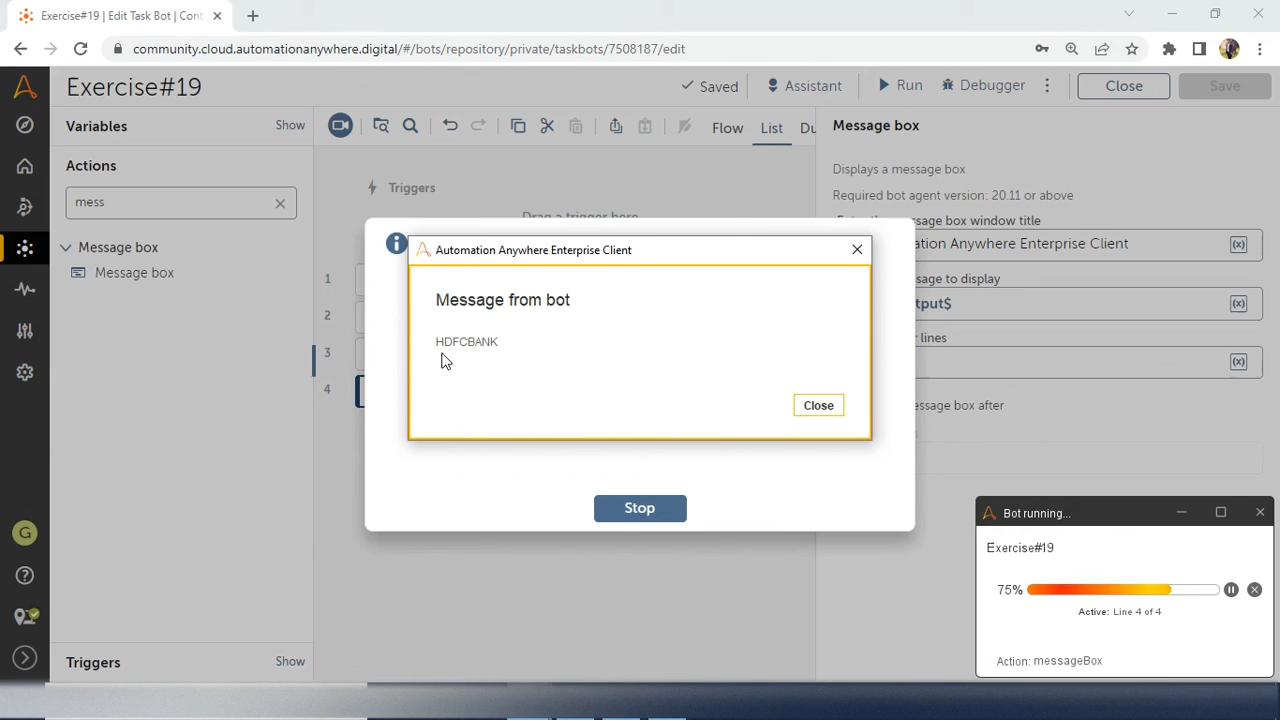 Exercise#19 | Edit Task Bot | Cont
community.cloud.automationanywhere.digital/#/bots/repository/private/taskbots/7508187/edit
Exercise#19
Saved
Assistant
Run
Debugger
Close
Save
Variables
Show
Flow
List
Du
Message box
Actions
Displays a message box
Triggers
Required bot agent version: 20.11 or above
mess
Drag a trigger here
message box window title
Message box
Automation Anywhere Enterprise Client
ation Anywhere Enterprise Client
Message box
1
2
3
4
Message from bot
ssage to display
tput$
HDFCBANK
r lines
Close
essage box after
Stop
Bot running...
Exercise#19
75%
Active: Line 4 of 4
Action: messageBox
Triggers
Show
G